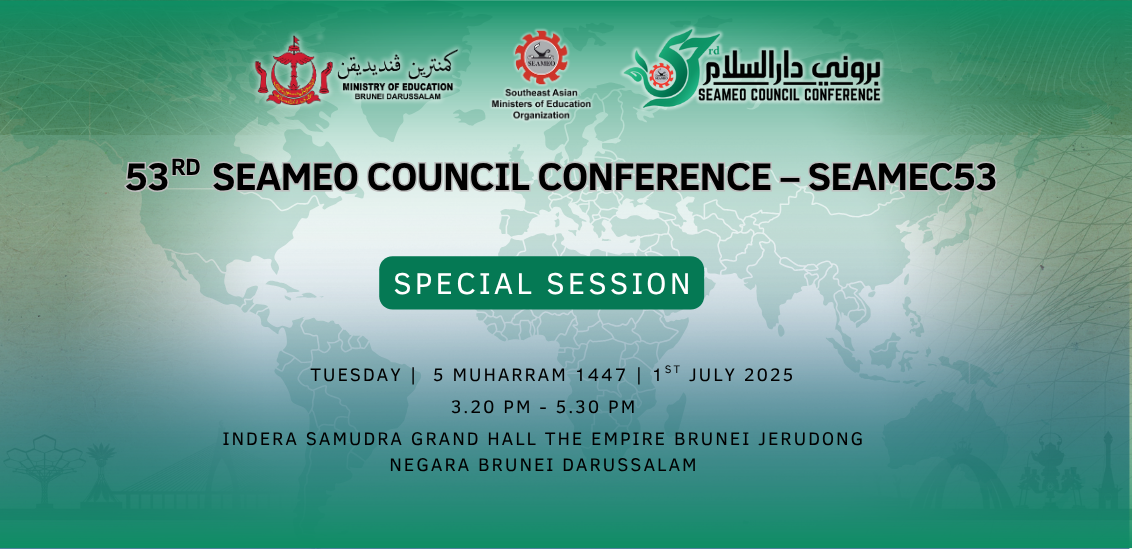 كمنترين ڤنديديقن
MINISTRY OF EDUCATION
BRUNEI DARUSSALAM
SEAMEO
Southeast Asian
Ministers of Education
Organization
53rd
بروني دارالسلام
SEAMEO COUNCIL CONFERENCE
53RD SEAMEO COUNCIL CONFERENCE – SEAMEC53
SPECIAL SESSION
TUESDAY | 5 MUHARRAM 1447 | 1ST JULY 2025
3.20 PM - 5.30 PM
INDERA SAMUDRA GRAND HALL THE EMPIRE BRUNEI JERUDONG
NEGARA BRUNEI DARUSSALAM